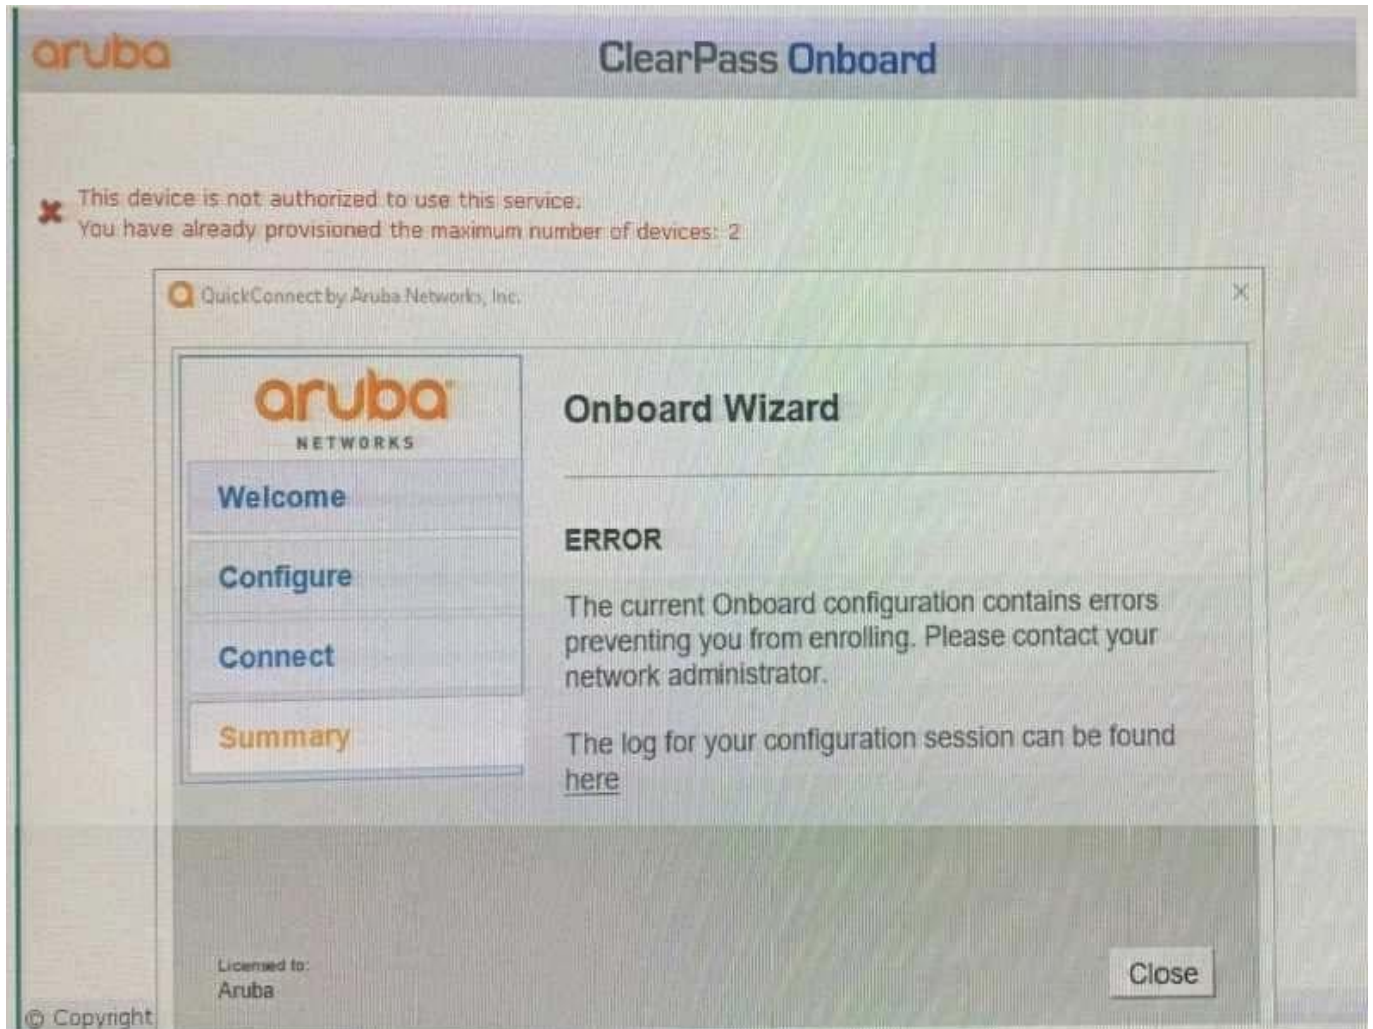 aruba
ClearPass Onboard
This device is not authorized to use this service.
You have already provisioned the maximum number of devices: 2
QuickConnect by Aruba Networks, Inc.
aruba
NETWORKS
Onboard Wizard
Welcome
Configure
Connect
Summary
ERROR
The current Onboard configuration contains errors
preventing you from enrolling. Please contact your
network administrator.
The log for your configuration session can be found
here
Licensed to:
Aruba
Close
© Copyright